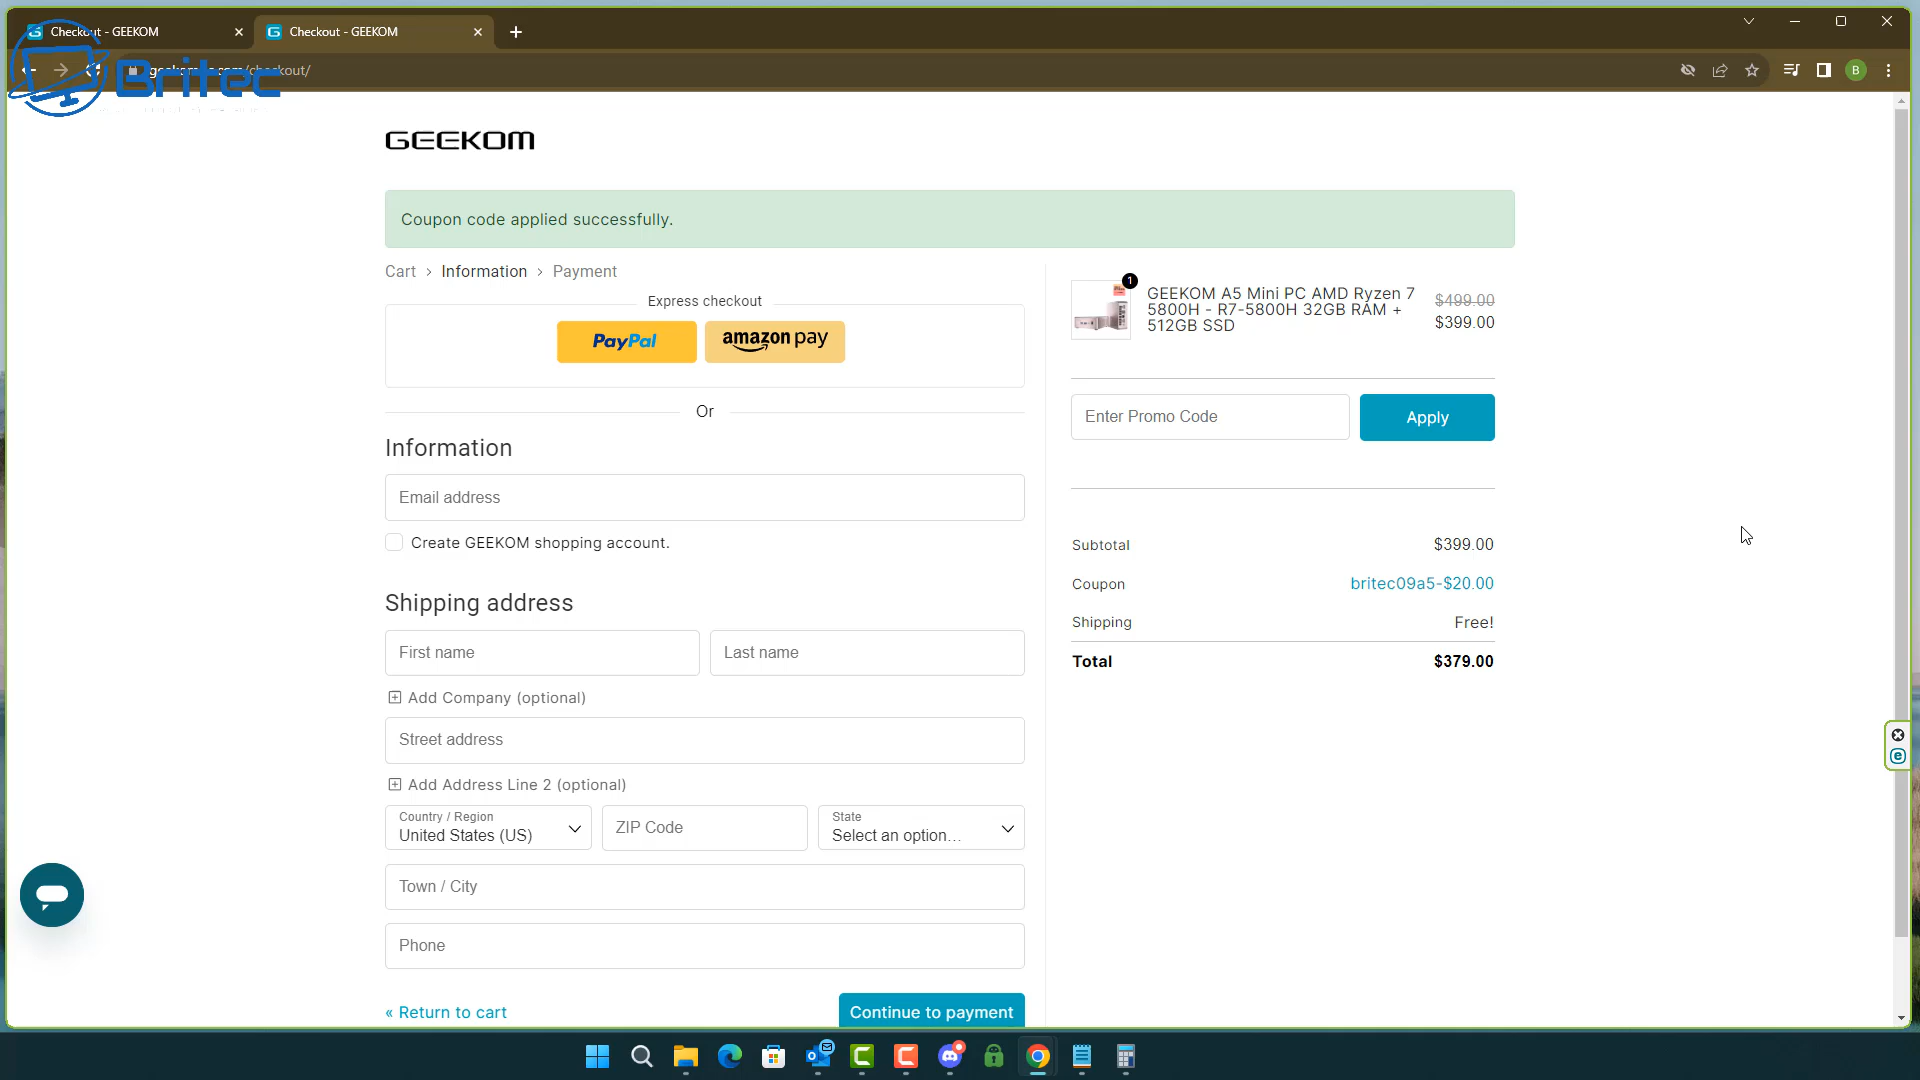 Checkout - GEEKOM
Checkout - GEEKOM
Britec
/checkout/
B
GEEKOM
Coupon code applied successfully.
Cart > Information > Payment
Express checkout
PayPal
amazon pay
Or
Information
Email address
Create GEEKOM shopping account.
Shipping address
First name
Last name
Add Company (optional)
Street address
Add Address Line 2 (optional)
Country / Region
United States (US)
ZIP Code
State
Select an option…
Town / City
Phone
« Return to cart
Continue to payment
1
GEEKOM A5 Mini PC AMD Ryzen 7
5800H - R7-5800H 32GB RAM +
512GB SSD
$499.00
$399.00
Enter Promo Code
Apply
Subtotal $399.00
Coupon britec09a5-$20.00
Shipping Free!
Total $379.00